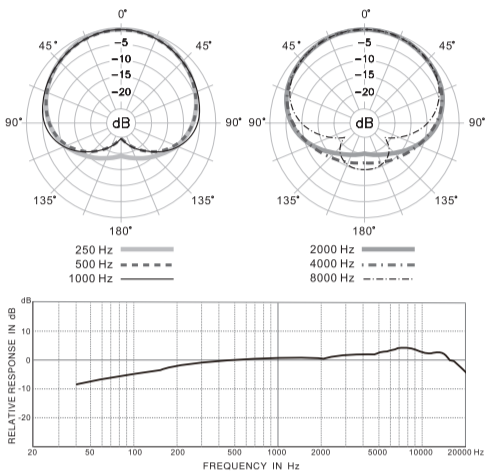 0° 0°
45° 45° 45° 45°
−5 −5
−10 −10
−15 −15
−20 −20
90° dB 90° 90° dB 90°
135° 135° 135° 135°
180° 180°
250 Hz 2000 Hz
500 Hz 4000 Hz
1000 Hz 8000 Hz
dB
10
0
-10
-20
RELATIVE RESPONSE IN dB
20 50 100 200 500 1000 2000 5000 10000 20000 Hz
FREQUENCY IN Hz